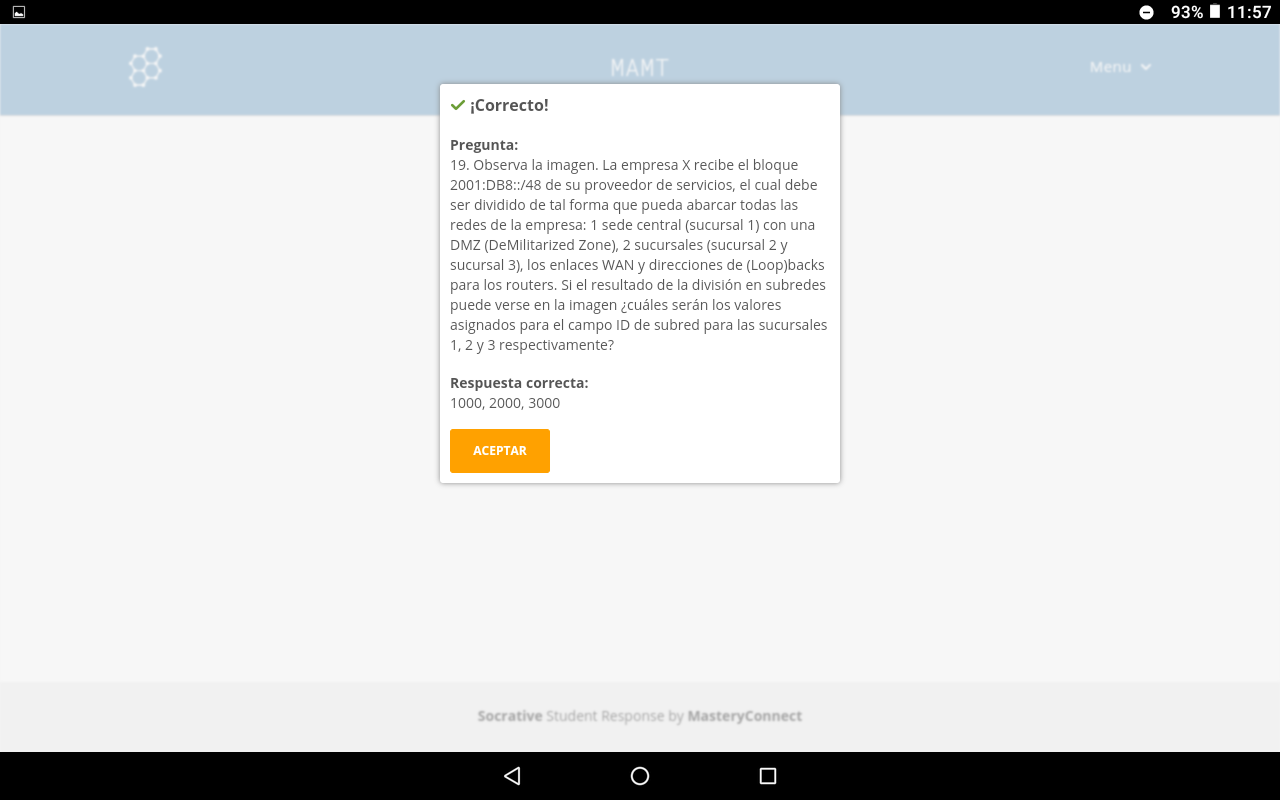 93% 11:57
MAMT
Menu
¡Correcto!
Pregunta:
19. Observa la imagen. La empresa X recibe el bloque
2001:DB8::/48 de su proveedor de servicios, el cual debe
ser dividido de tal forma que pueda abarcar todas las
redes de la empresa: 1 sede central (sucursal 1) con una
DMZ (DeMilitarized Zone), 2 sucursales (sucursal 2 y
sucursal 3), los enlaces WAN y direcciones de (Loop)backs
para los routers. Si el resultado de la división en subredes
puede verse en la imagen ¿cuáles serán los valores
asignados para el campo ID de subred para las sucursales
1, 2 y 3 respectivamente?
Respuesta correcta:
1000, 2000, 3000
ACEPTAR
Socrative Student Response by MasteryConnect